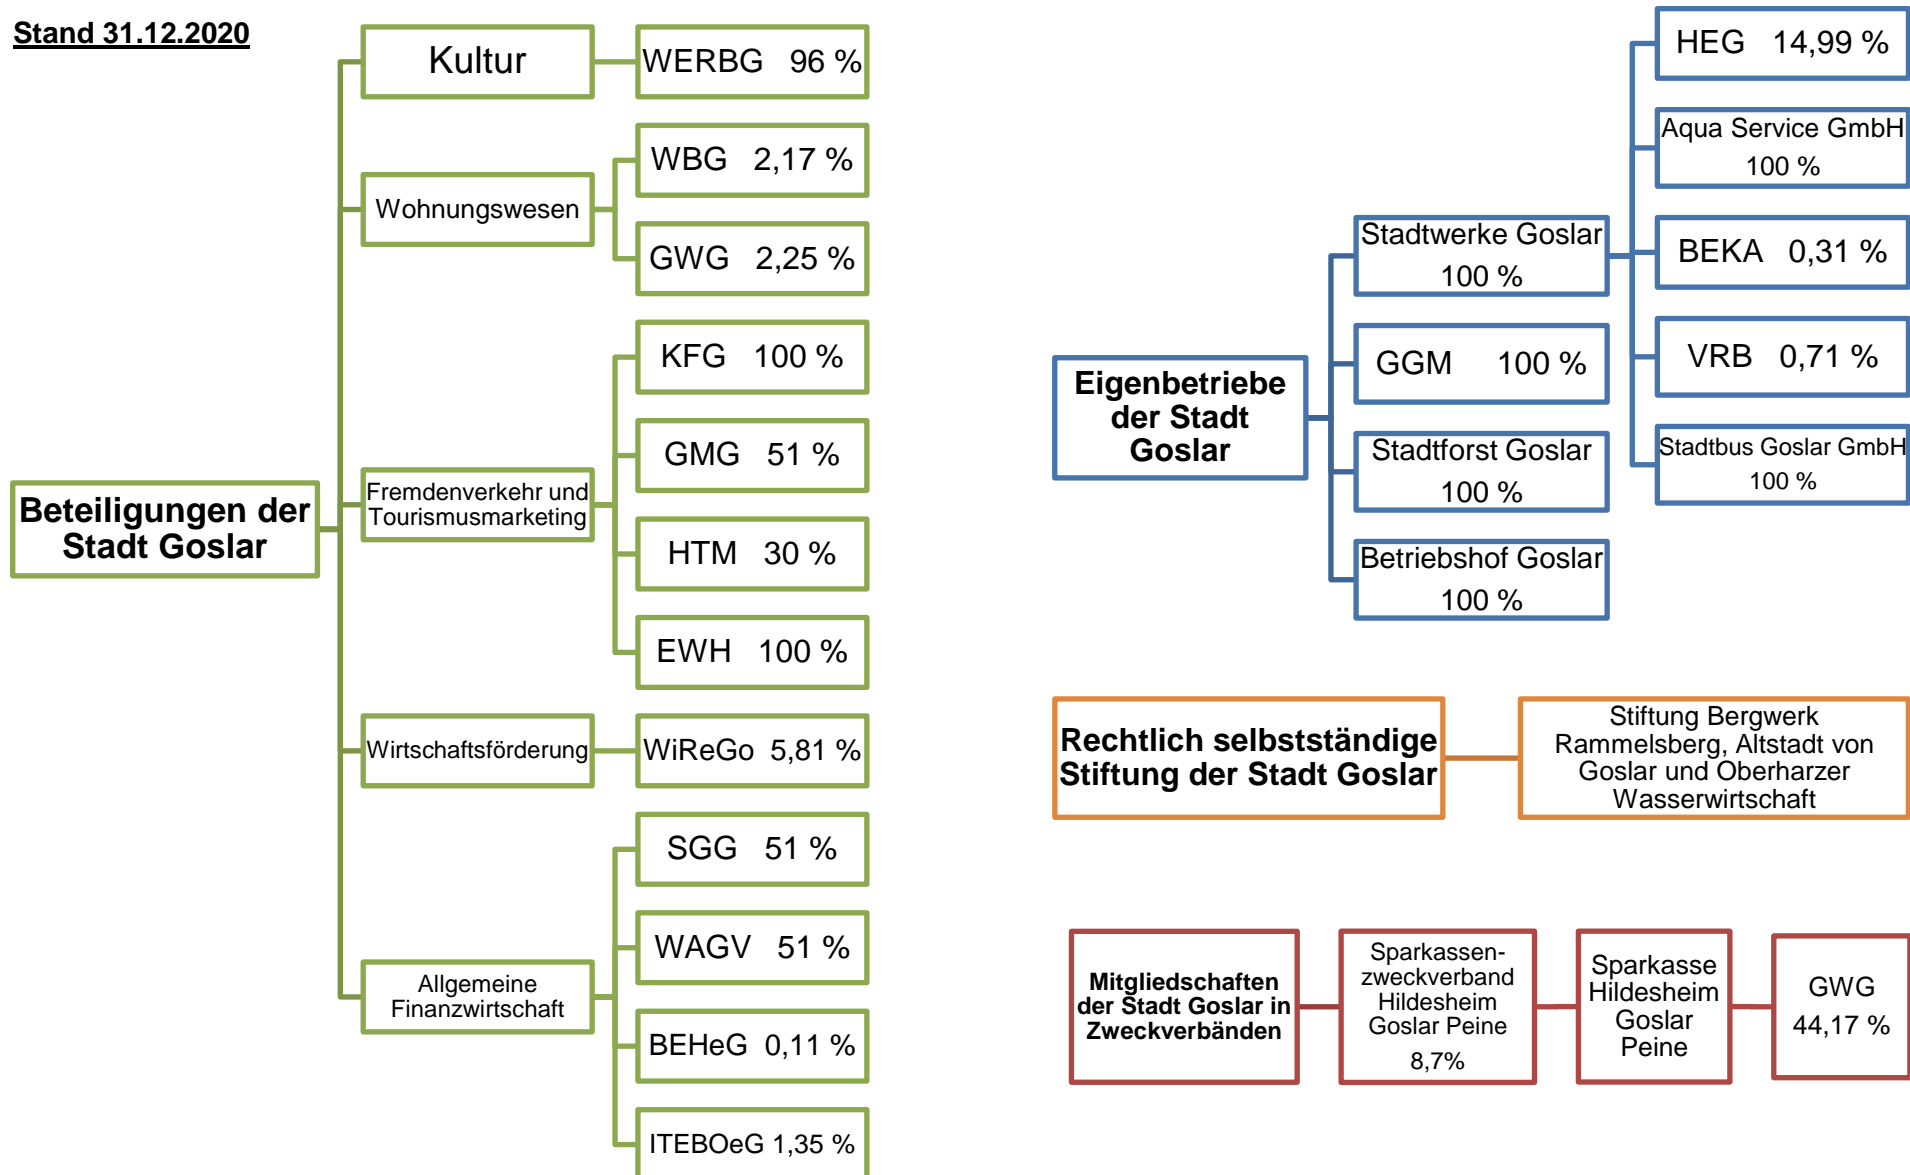 Stand 31.12.2020
Beteiligungen der
Stadt Goslar
Kultur
WERBG 96 %
Wohnungswesen
WBG 2,17 %
GWG 2,25 %
Fremdenverkehr und
Tourismusmarketing
KFG 100 %
GMG 51 %
HTM 30 %
EWH 100 %
Wirtschaftsförderung
WiReGo 5,81 %
Allgemeine
Finanzwirtschaft
SGG 51 %
WAGV 51 %
BEHeG 0,11 %
ITEBOeG 1,35 %
Eigenbetriebe
der Stadt
Goslar
Stadtwerke Goslar
100 %
HEG 14,99 %
Aqua Service GmbH
100 %
BEKA 0,31 %
VRB 0,71 %
Stadtbus Goslar GmbH
100 %
GGM 100 %
Stadtforst Goslar
100 %
Betriebshof Goslar
100 %
Rechtlich selbstständige
Stiftung der Stadt Goslar
Stiftung Bergwerk
Rammelsberg, Altstadt von
Goslar und Oberharzer
Wasserwirtschaft
Mitgliedschaften
der Stadt Goslar in
Zweckverbänden
Sparkassen-
zweckverband
Hildesheim
Goslar Peine
8,7%
Sparkasse
Hildesheim
Goslar
Peine
GWG
44,17 %